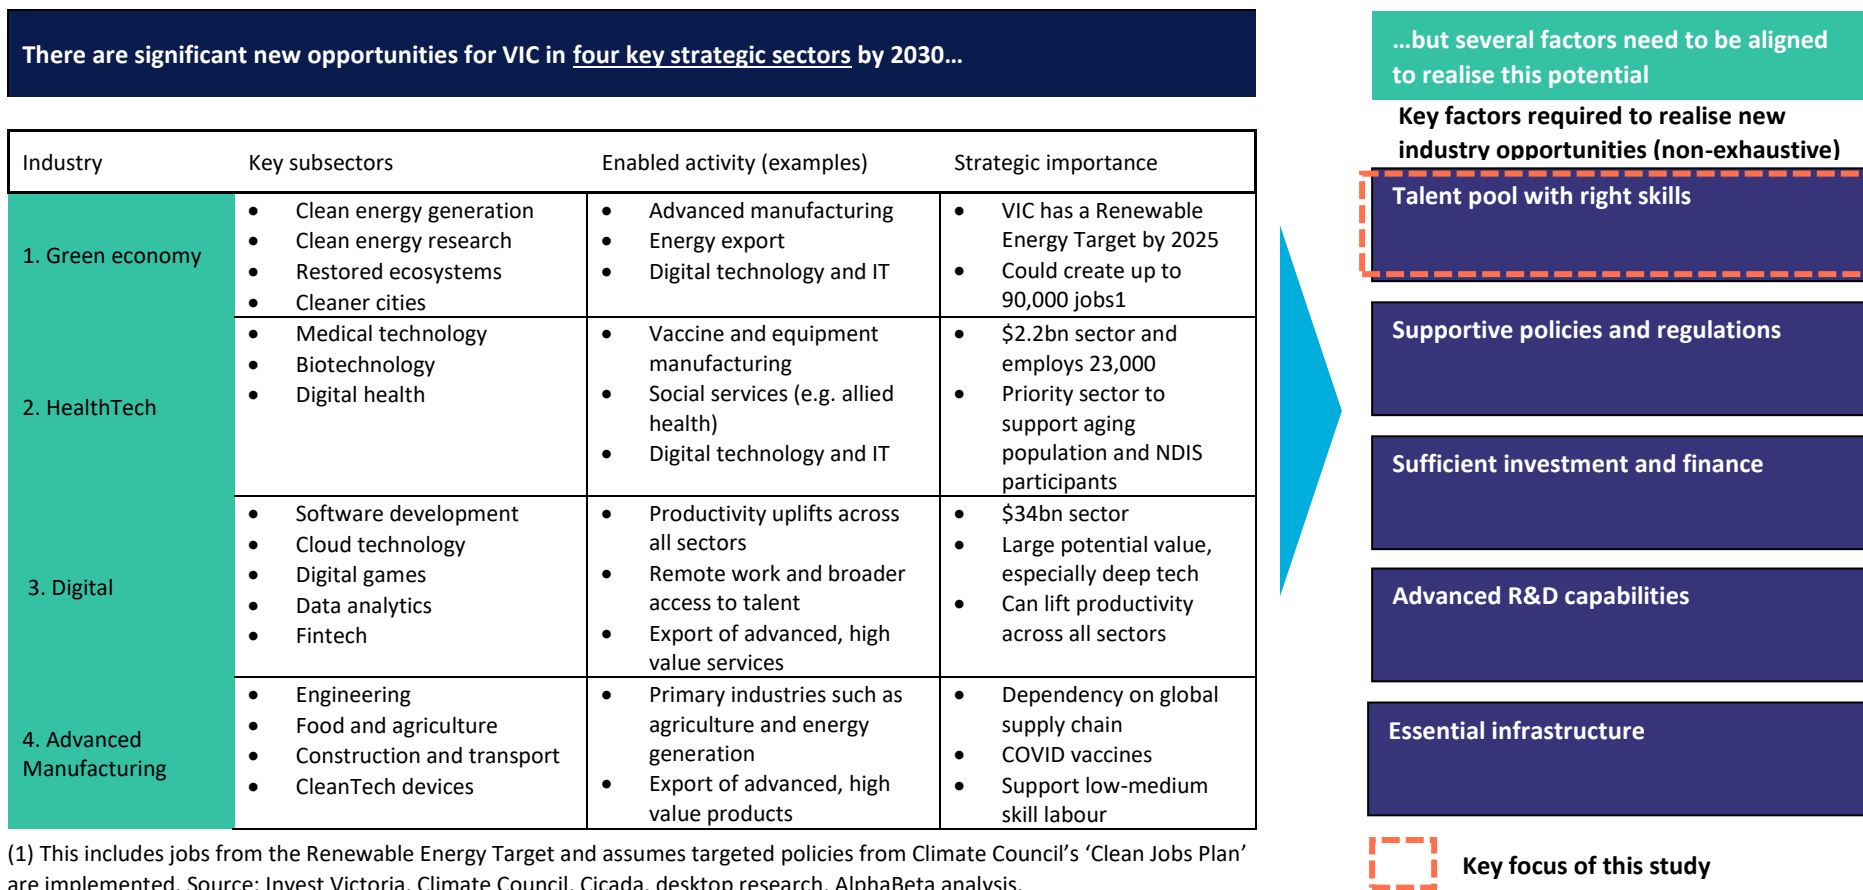 There are significant new opportunities for VIC in four key strategic sectors by 2030…
Industry
Key subsectors
Enabled activity (examples)
Strategic importance
1. Green economy
• Clean energy generation
• Clean energy research
• Restored ecosystems
• Cleaner cities
• Advanced manufacturing
• Energy export
• Digital technology and IT
• VIC has a Renewable
Energy Target by 2025
• Could create up to
90,000 jobs1
2. HealthTech
• Medical technology
• Biotechnology
• Digital health
• Vaccine and equipment
manufacturing
• Social services (e.g. allied
health)
• Digital technology and IT
• $2.2bn sector and
employs 23,000
• Priority sector to
support aging
population and NDIS
participants
3. Digital
• Software development
• Cloud technology
• Digital games
• Data analytics
• Fintech
• Productivity uplifts across
all sectors
• Remote work and broader
access to talent
• Export of advanced, high
value services
• $34bn sector
• Large potential value,
especially deep tech
• Can lift productivity
across all sectors
4. Advanced
Manufacturing
• Engineering
• Food and agriculture
• Construction and transport
• CleanTech devices
• Primary industries such as
agriculture and energy
generation
• Export of advanced, high
value products
• Dependency on global
supply chain
• COVID vaccines
• Support low-medium
skill labour
(1) This includes jobs from the Renewable Energy Target and assumes targeted policies from Climate Council's 'Clean Jobs Plan'
are implemented. Source: Invest Victoria, Climate Council, Cicada, desktop research, AlphaBeta analysis.
…but several factors need to be aligned
to realise this potential
Key factors required to realise new
industry opportunities (non-exhaustive)
Talent pool with right skills
Supportive policies and regulations
Sufficient investment and finance
Advanced R&D capabilities
Essential infrastructure
Key focus of this study